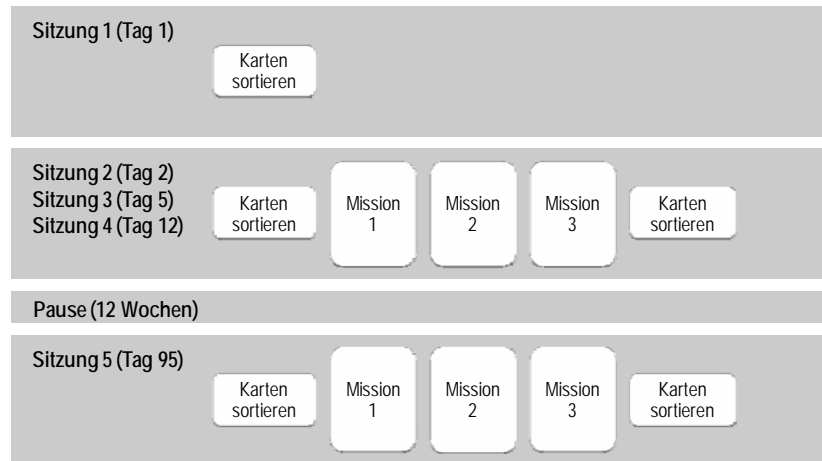 Sitzung 1 (Tag 1)
Karten
sortieren
Sitzung 2 (Tag 2)
Sitzung 3 (Tag 5)
Sitzung 4 (Tag 12)
Karten
sortieren
Mission
1
Mission
2
Mission
3
Karten
sortieren
Pause (12 Wochen)
Sitzung 5 (Tag 95)
Karten
sortieren
Mission
1
Mission
2
Mission
3
Karten
sortieren